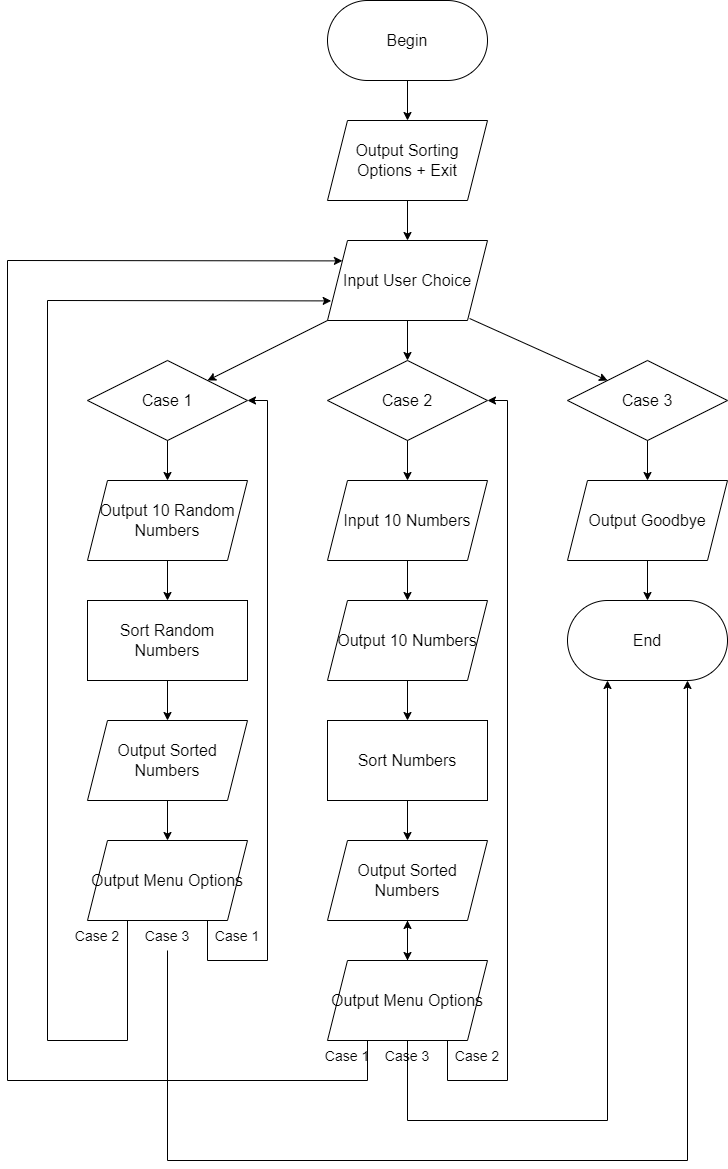 Begin
Output Sorting
Options + Exit
Input User Choice
Case 1
Case 2
Case 3
Output 10 Random
Numbers
Input 10 Numbers
Output Goodbye
Sort Random
Numbers
Output 10 Numbers
End
Output Sorted
Numbers
Sort Numbers
Output Menu Options
Output Sorted
Numbers
Case 2
Case 3
Case 1
Output Menu Options
Case 1
Case 3
Case 2